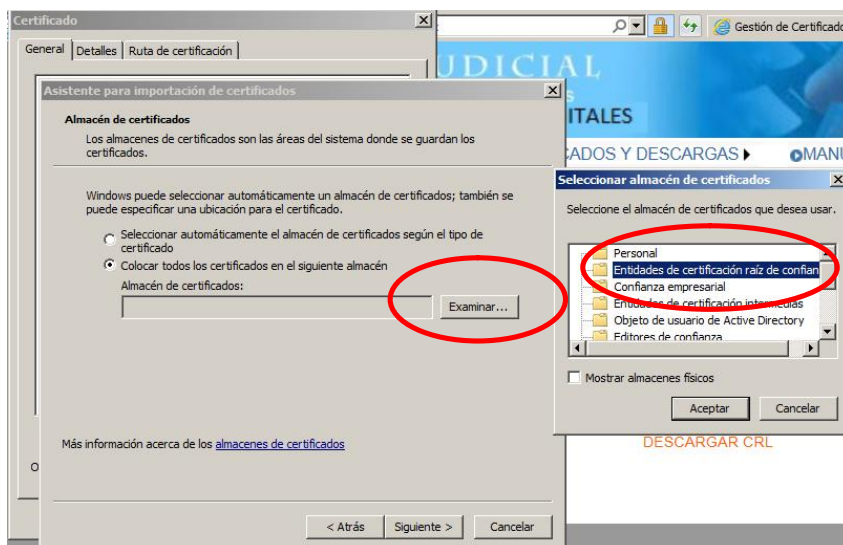 Certificado
General
Detalles
Ruta de certificación
Gestión de Certificado
UDICIAL
ITALES
ADOS Y DESCARGAS
MANU
Asistente para importación de certificados
Almacén de certificados
Los almacenes de certificados son las áreas del sistema donde se guardan los
certificados.
Windows puede seleccionar automáticamente un almacén de certificados; también se
puede especificar una ubicación para el certificado.
Seleccionar automáticamente el almacén de certificados según el tipo de
certificado
Colocar todos los certificados en el siguiente almacén
Almacén de certificados:
Examinar...
Más información acerca de los almacenes de certificados
< Atrás
Siguiente >
Cancelar
Seleccionar almacén de certificados
Seleccione el almacén de certificados que desea usar.
Personal
Entidades de certificación raíz de confian
Confianza empresarial
Entidades de certificación intermedias
Objeto de usuario de Active Directory
Editores de confianza
Mostrar almacenes físicos
Aceptar
Cancelar
DESCARGAR CRL